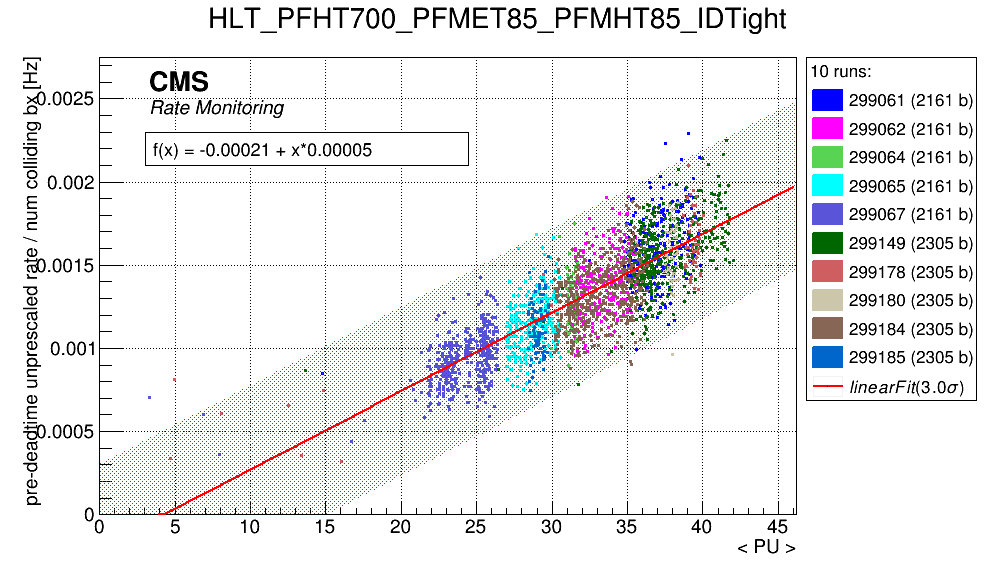 HLT_PFHT700_PFMET85_PFMHT85_IDTight
pre-deadtime unprescaled rate / num colliding bx [Hz]
CMS
Rate Monitoring
f(x) = -0.00021 + x*0.00005
0.0025
0.002
0.0015
0.001
0.0005
0
0 5 10 15 20 25 30 35 40 45
< PU >
10 runs:
299061 (2161 b)
299062 (2161 b)
299064 (2161 b)
299065 (2161 b)
299067 (2161 b)
299149 (2305 b)
299178 (2305 b)
299180 (2305 b)
299184 (2305 b)
299185 (2305 b)
linearFit(3.0σ)